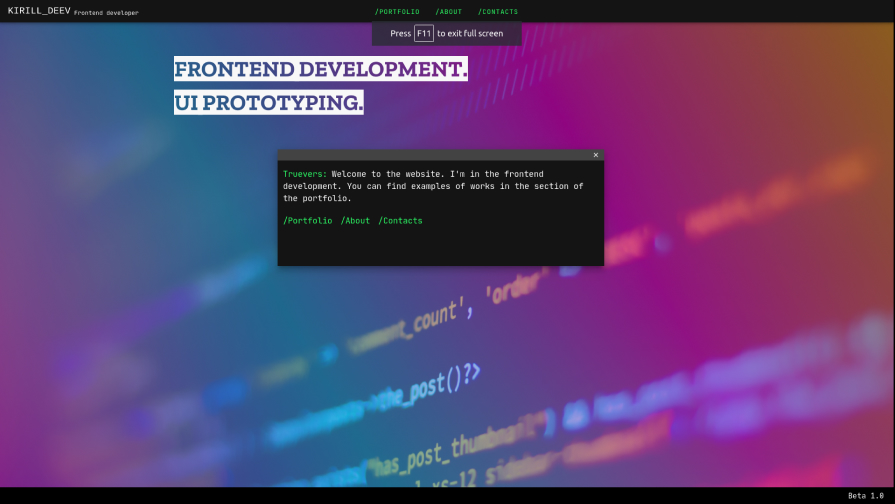 KIRILL_DEEV Frontend developer
/PORTFOLIO /ABOUT /CONTACTS
Press F11 to exit full screen
FRONTEND DEVELOPMENT.
UI PROTOTYPING.
×
Truevers: Welcome to the website. I'm in the frontend
development. You can find examples of works in the section of
the portfolio.
/Portfolio /About /Contacts
'order'
_count',
the_post()?>
"has_post_thumbnail"
Beta 1.0